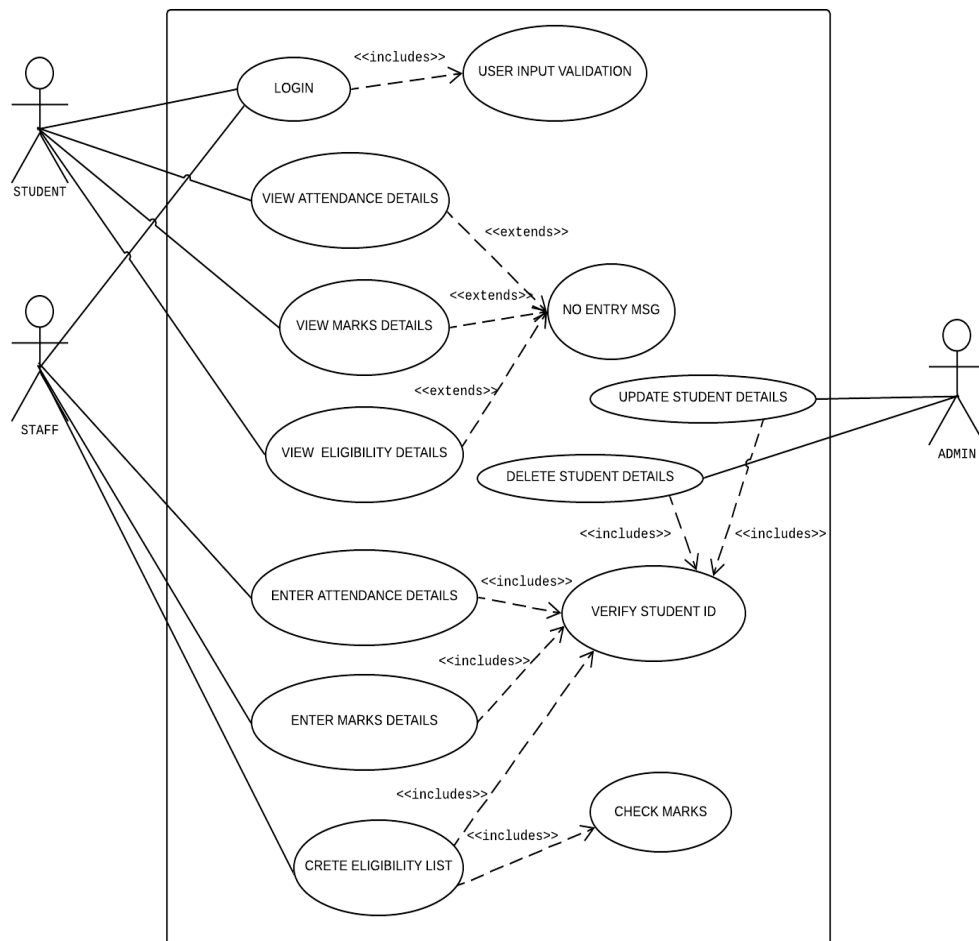 <<includes>>
USER INPUT VALIDATION
LOGIN
STUDENT
VIEW ATTENDANCE DETAILS
<<extends>>
<<extends>>
NO ENTRY MSG
VIEW MARKS DETAILS
STAFF
<<extends>>
UPDATE STUDENT DETAILS
ADMIN
VIEW ELIGIBILITY DETAILS
DELETE STUDENT DETAILS
<<includes>>
<<includes>>
<<includes>>
ENTER ATTENDANCE DETAILS
VERIFY STUDENT ID
<<includes>>
ENTER MARKS DETAILS
<<includes>>
CHECK MARKS
<<includes>>
CRETE ELIGIBILITY LIST